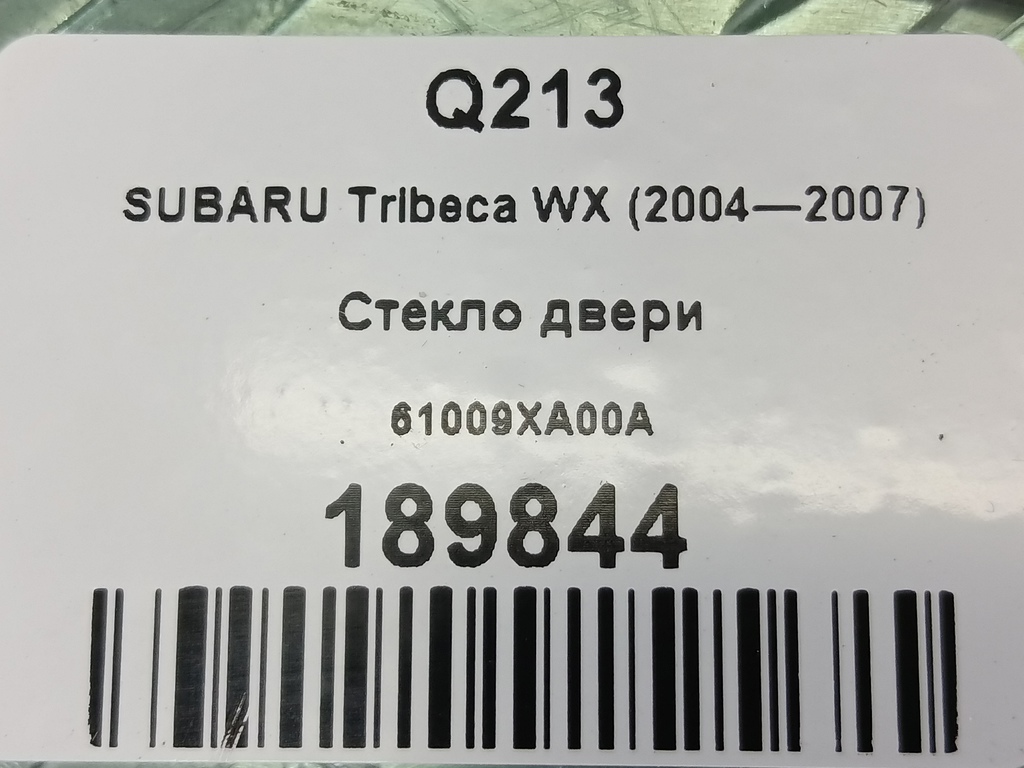 Q213
SUBARU Tribeca WX (2004—2007)
Стекло двери
61009XA00A
189844